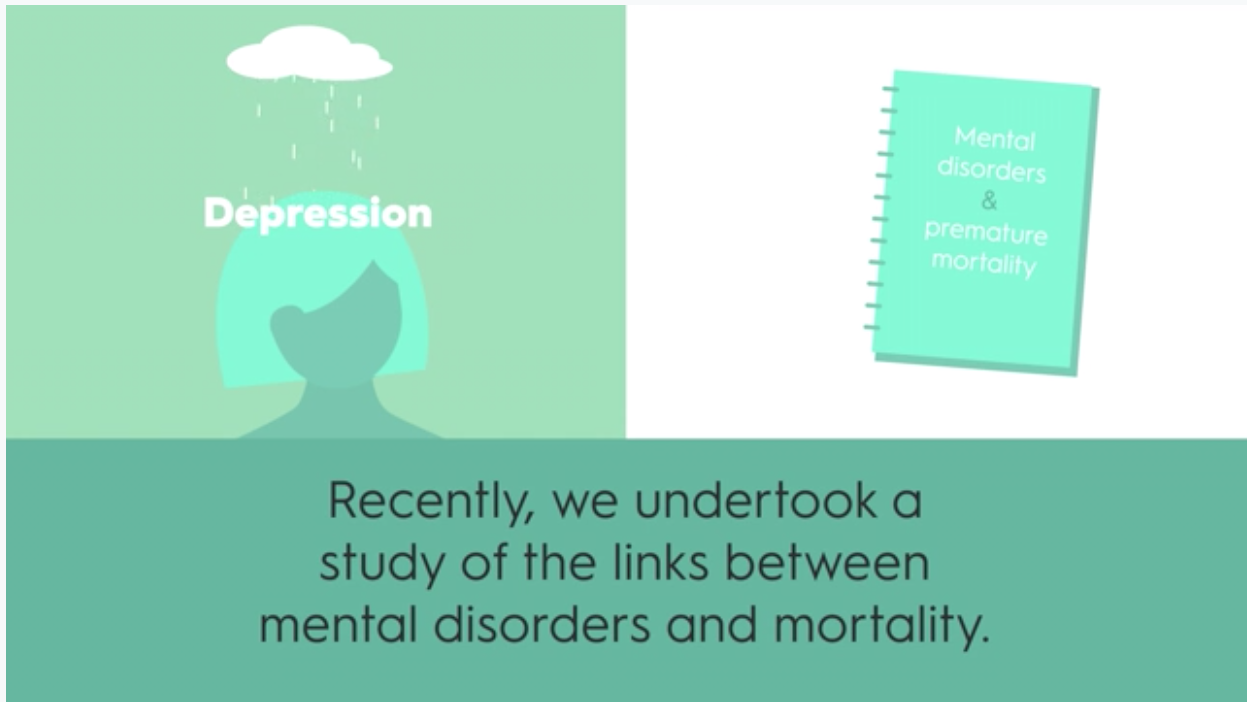 Depression
Mental
disorders
&
premature
mortality
Recently, we undertook a
study of the links between
mental disorders and mortality.